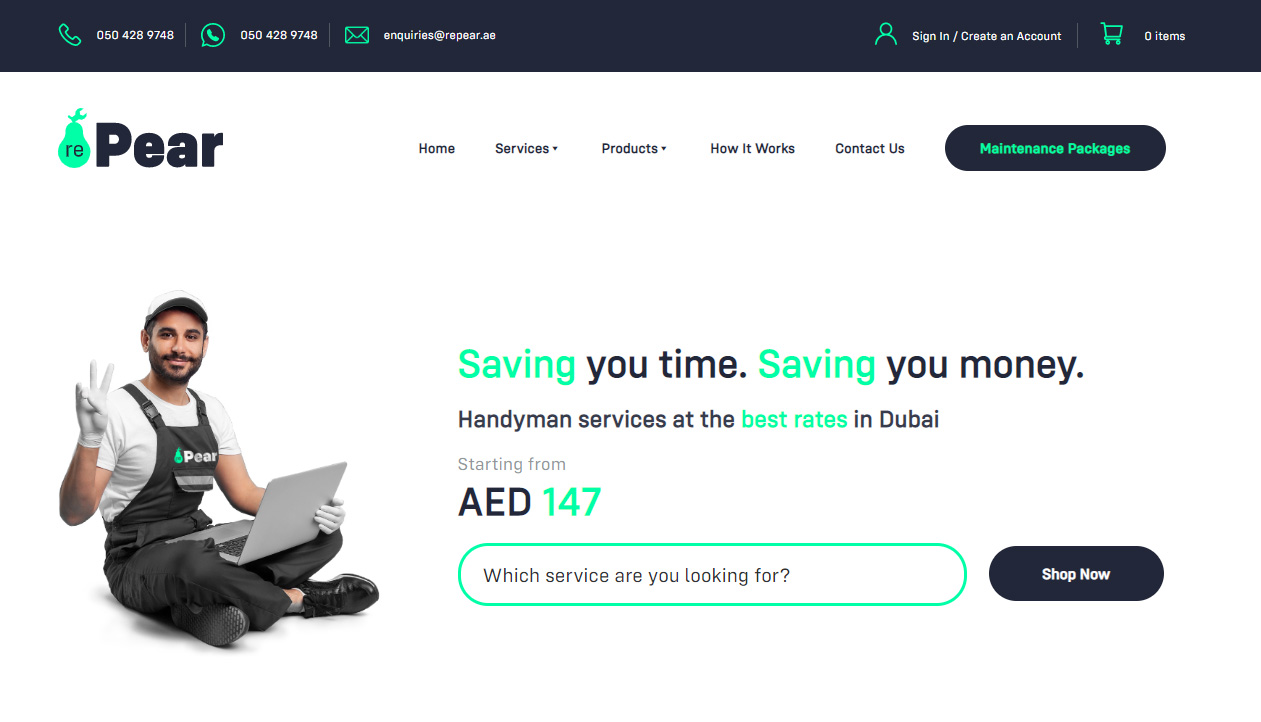 050 428 9748
050 428 9748
enquiries@repear.ae
Sign In / Create an Account
0 items
rePear
Home
Services
Products
How It Works
Contact Us
Maintenance Packages
Saving you time. Saving you money.
Handyman services at the best rates in Dubai
Pear
Starting from
AED 147
Which service are you looking for?
Shop Now